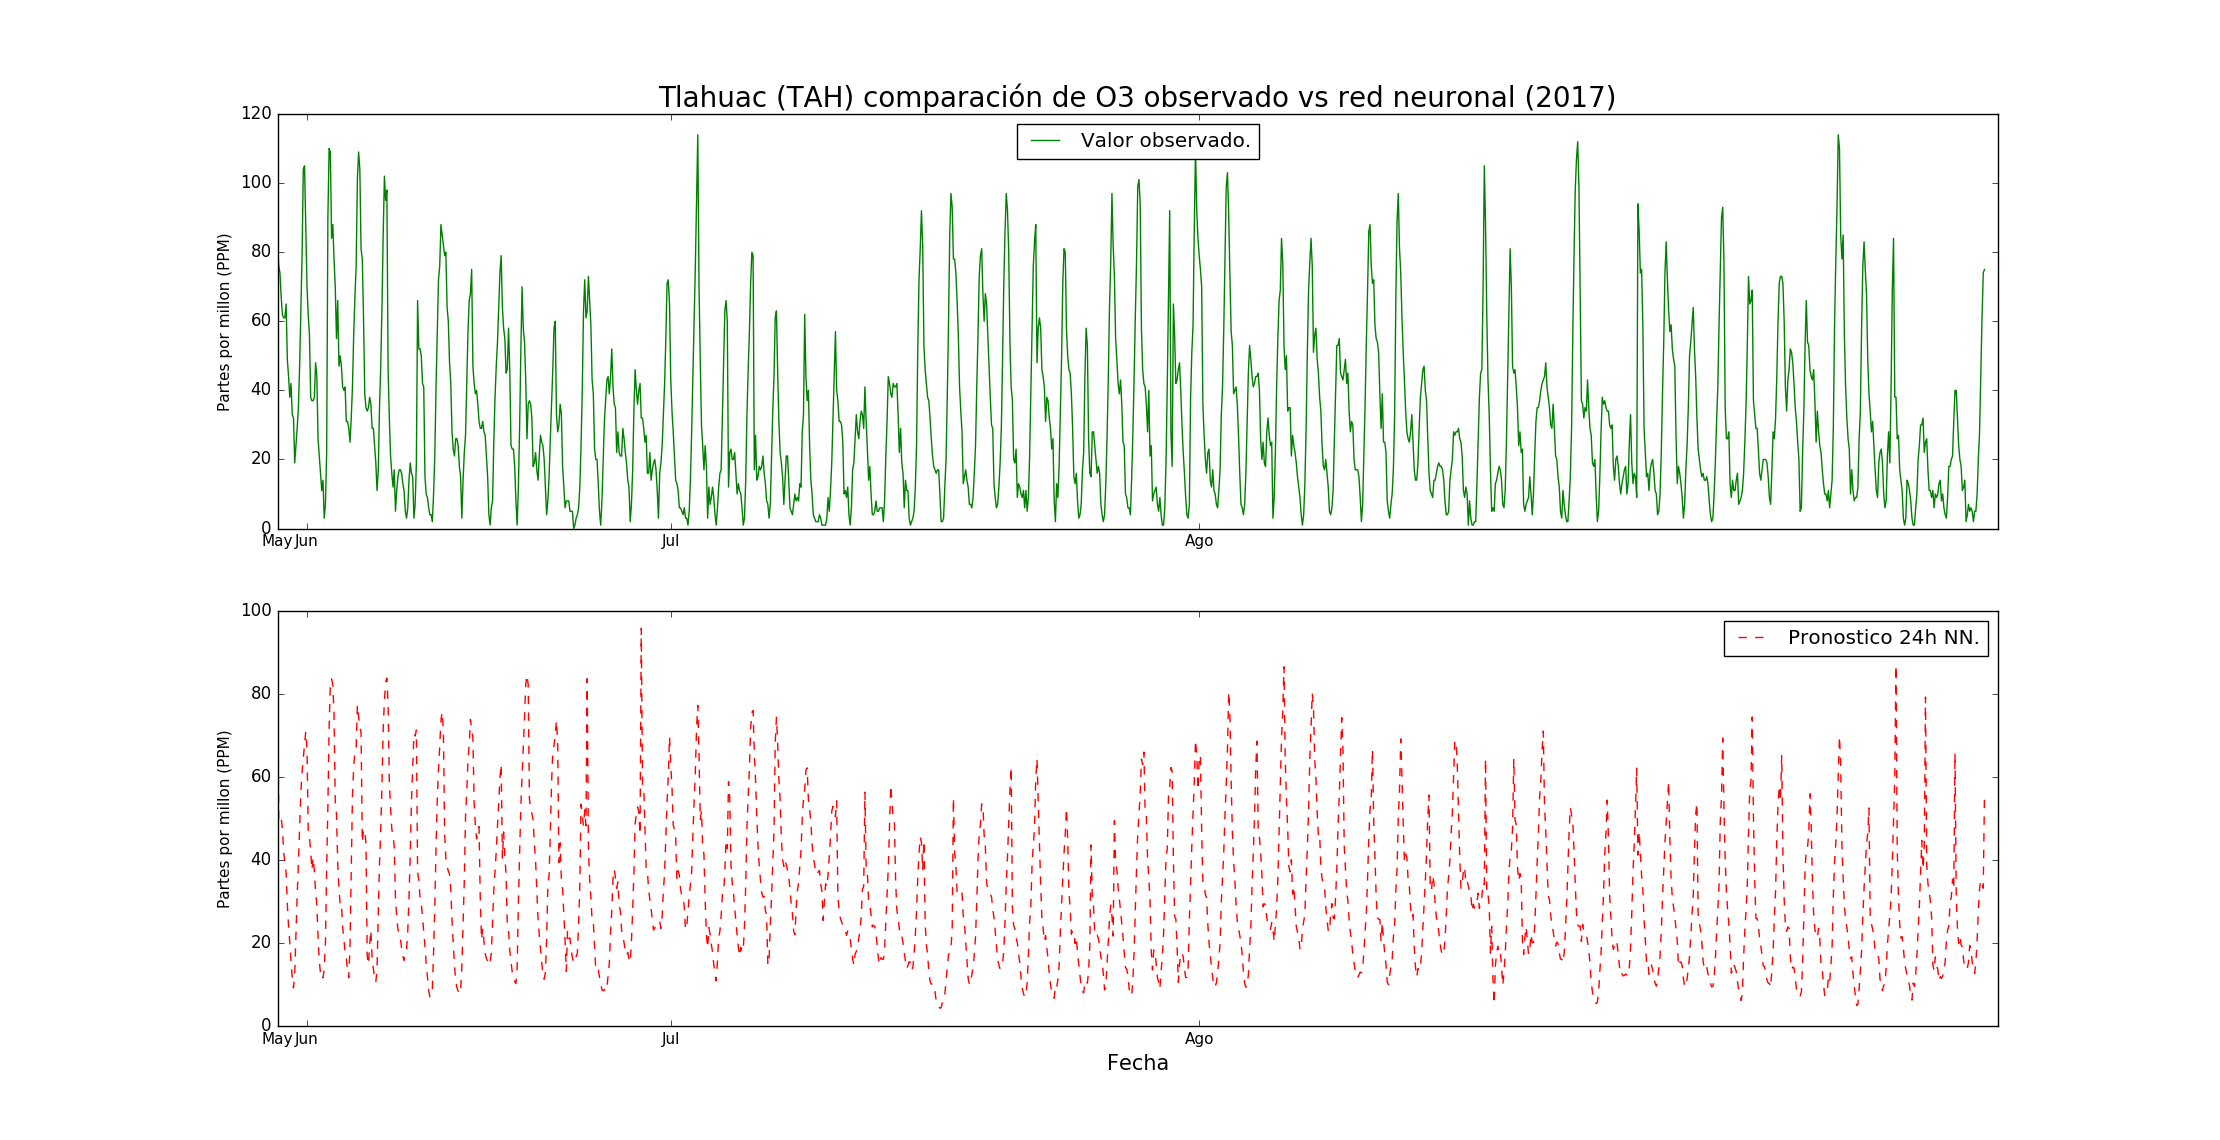 Tlahuac (TAH) comparación de O3 observado vs red neuronal (2017)
120
100
80
60
40
20
0
Partes por millon (PPM)
Valor observado.
May Jun Jul Ago
100
80
60
40
20
0
Partes por millon (PPM)
Pronostico 24h NN.
May Jun Jul Ago
Fecha